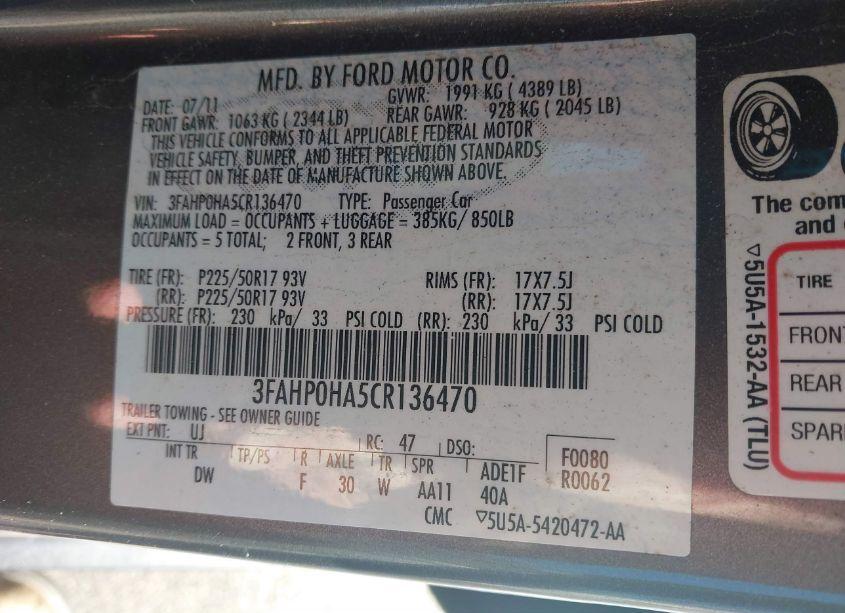 MFD. BY FORD MOTOR CO.
DATE: 07/11 GVWR: 1991 KG ( 4389 LB)
FRONT GAWR: 1063 KG ( 2344 LB) REAR GAWR: 928 KG ( 2045 LB)
THIS VEHICLE CONFORMS TO ALL APPLICABLE FEDERAL MOTOR
VEHICLE SAFETY, BUMPER, AND THEFT PREVENTION STANDARDS
IN EFFECT ON THE DATE OF MANUFACTURE SHOWN ABOVE.
VIN: 3FAHP0HA5CR136470 TYPE: Passenger Car
MAXIMUM LOAD = OCCUPANTS + LUGGAGE = 385KG/ 850LB
OCCUPANTS = 5 TOTAL; 2 FRONT, 3 REAR
TIRE (FR): P225/50R17 93V RIMS (FR): 17X7.5J
(RR): P225/50R17 93V (RR): 17X7.5J
PRESSURE (FR): 230 kPa/ 33 PSI COLD (RR): 230 kPa/ 33 PSI COLD
3FAHP0HA5CR136470
TRAILER TOWING - SEE OWNER GUIDE
EXT PNT: UJ RC: 47 DSO: F0080
INT TR TP/PS R AXLE TR SPR ADE1F R0062
DW F 30 W AA11 40A
CMC ▽5U5A-5420472-AA
The com
and
▽5U5A-1532-AA (TLU)
TIRE
FRONT
REAR
SPAR